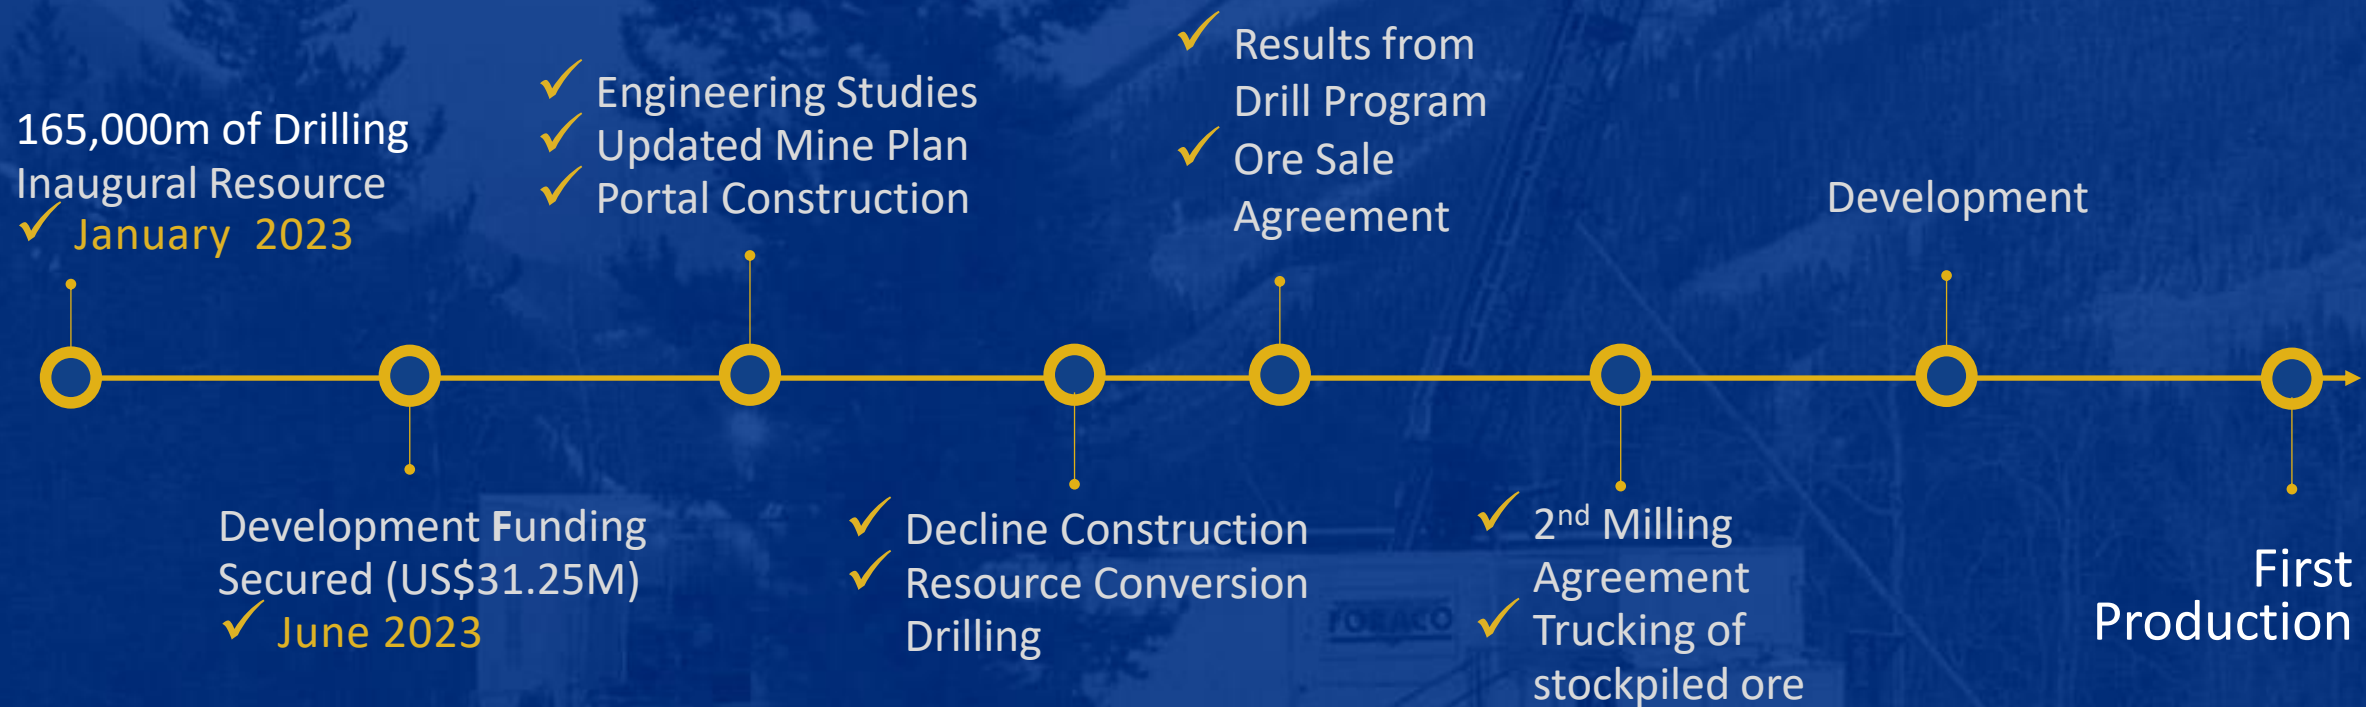 165,000m of Drilling
Inaugural Resource
✓ January 2023
Development Funding
Secured (US$31.25M)
✓ June 2023
✓ Engineering Studies
✓ Updated Mine Plan
✓ Portal Construction
✓ Decline Construction
✓ Resource Conversion
Drilling
✓ Results from
Drill Program
✓ Ore Sale
Agreement
✓ 2nd Milling
Agreement
✓ Trucking of
stockpiled ore
Development
First
Production
FORACO